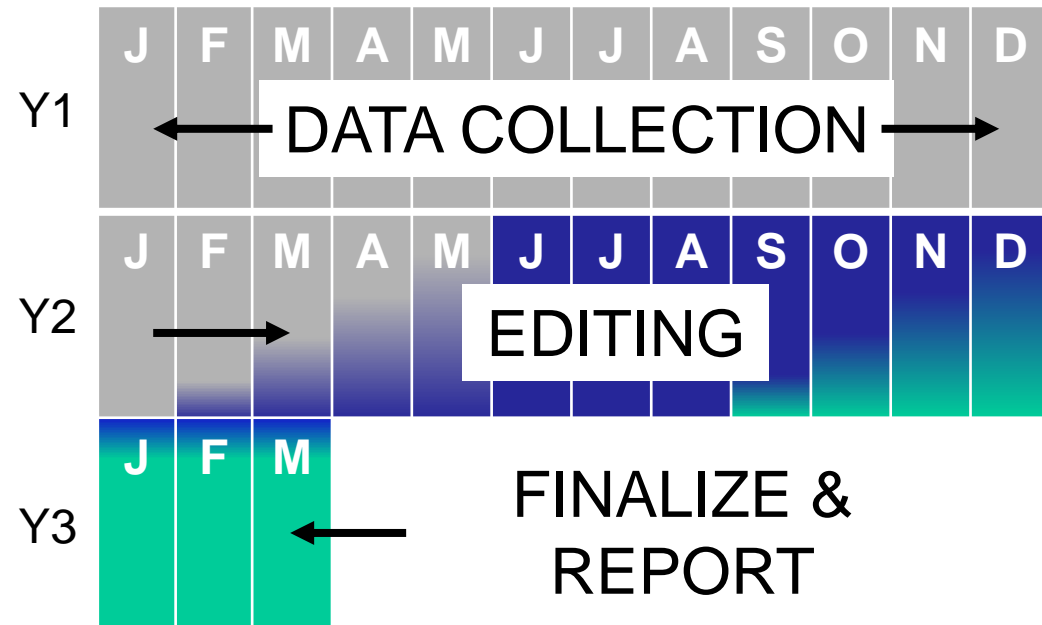 J F M A M J J A S O N D
Y1
DATA COLLECTION
J F M A M J J A S O N D
Y2
EDITING
J F M
Y3
FINALIZE &
REPORT